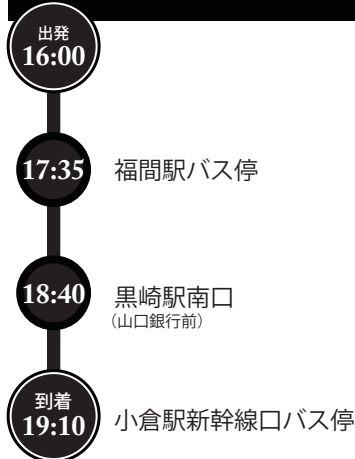 出発
16:00
17:35 福間駅バス停
18:40 黒崎駅南口
(山口銀行前)
到着
19:10 小倉駅新幹線口バス停